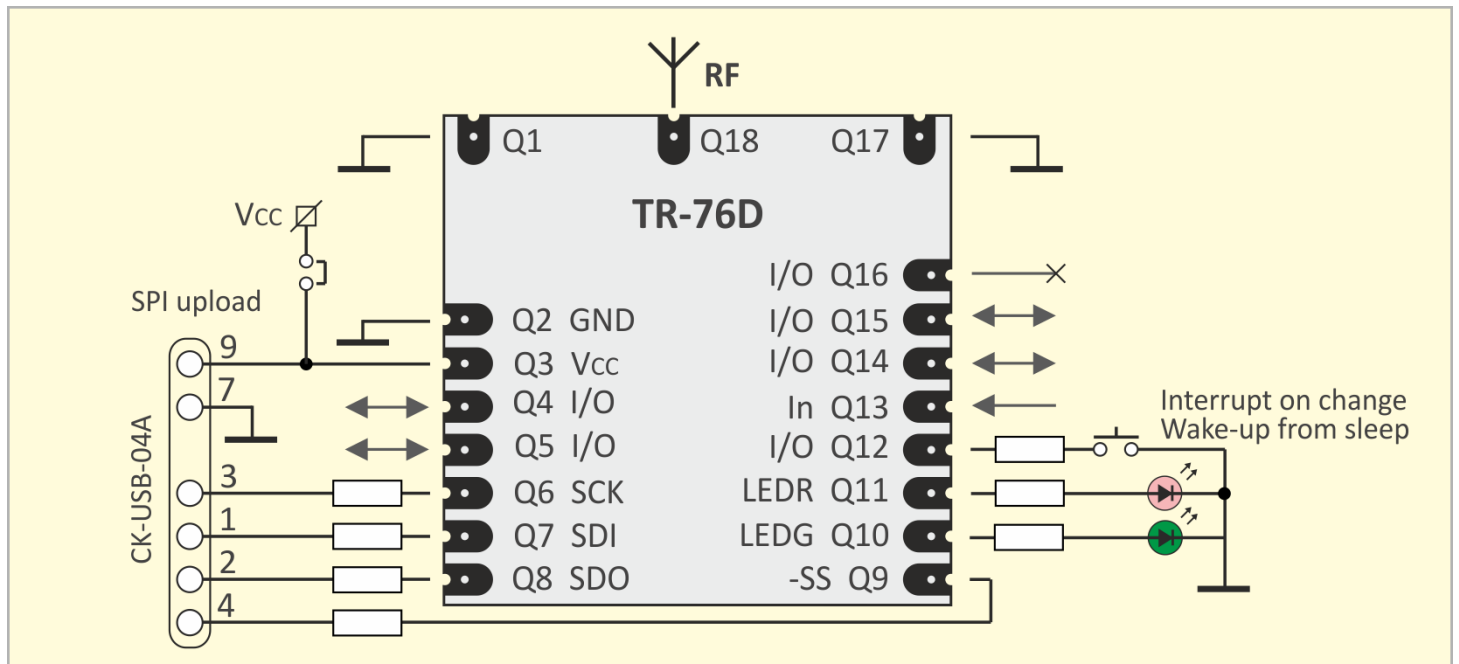 RF
Q1
Q18
Q17
TR-76D
Vcc
I/O Q16
SPI upload
Q2 GND
I/O Q15
9
Q3 Vcc
I/O Q14
7
Q4 I/O
In Q13
Interrupt on change
Wake-up from sleep
Q5 I/O
I/O Q12
CK-USB-04A
3
Q6 SCK
LEDR Q11
1
Q7 SDI
LEDG Q10
2
Q8 SDO
-SS Q9
4